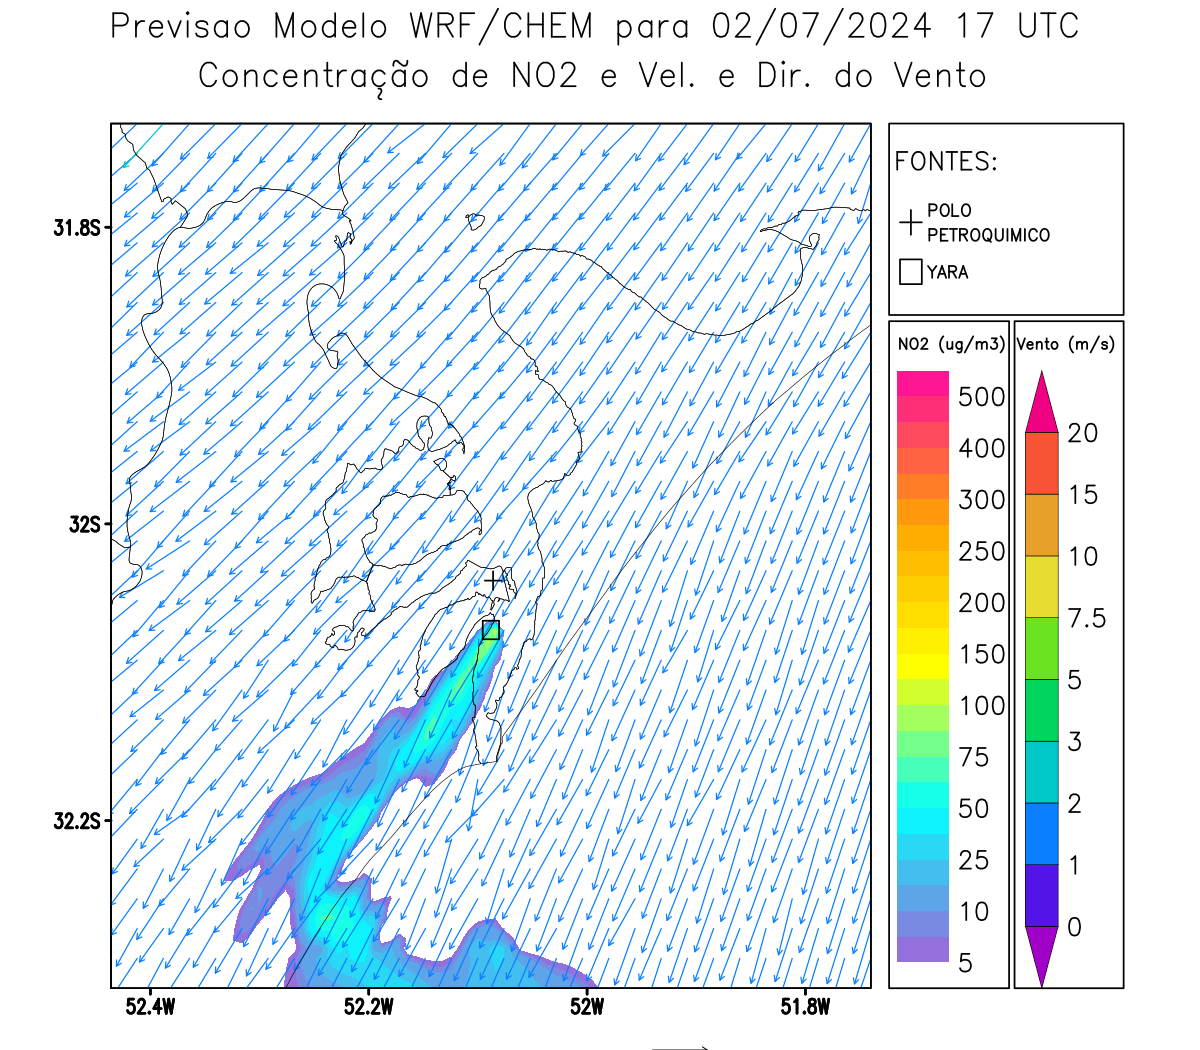 Previsao Modelo WRF/CHEM para 02/07/2024 17 UTC
Concentração de NO2 e Vel. e Dir. do Vento
FONTES:
POLO
PETROQUIMICO
YARA
NO2 (ug/m3)
500
400
300
250
200
150
100
75
50
25
10
5
Vento (m/s)
20
15
10
7.5
5
3
2
1
0
31.8S
32S
32.2S
52.4W
52.2W
52W
51.8W